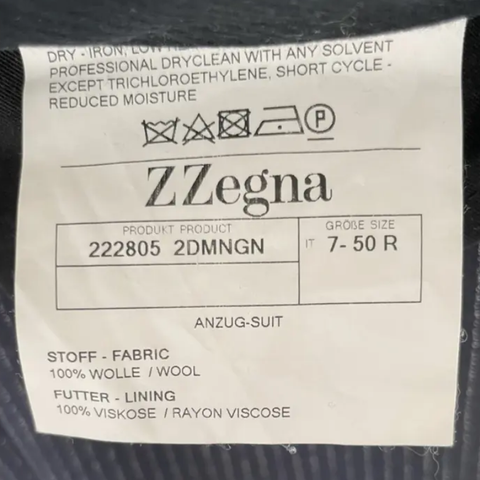 DRY - IRON, LOW
PROFESSIONAL DRYCLEAN WITH ANY SOLVENT
EXCEPT TRICHLOROETHYLENE, SHORT CYCLE -
REDUCED MOISTURE
P
ZZegna
PRODUKT PRODUCT
222805 2DMNGN
GRÖßE SIZE
IT 7- 50 R
ANZUG-SUIT
STOFF - FABRIC
100% WOLLE / WOOL
FUTTER - LINING
100% VISKOSE / RAYON VISCOSE